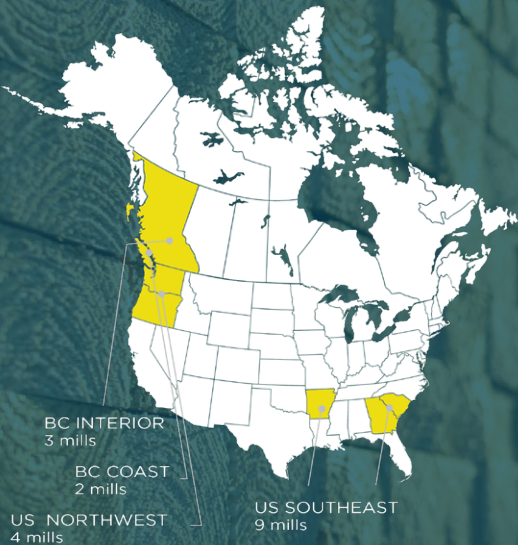 BC INTERIOR
3 mills
BC COAST
2 mills
US NORTHWEST
4 mills
US SOUTHEAST
9 mills